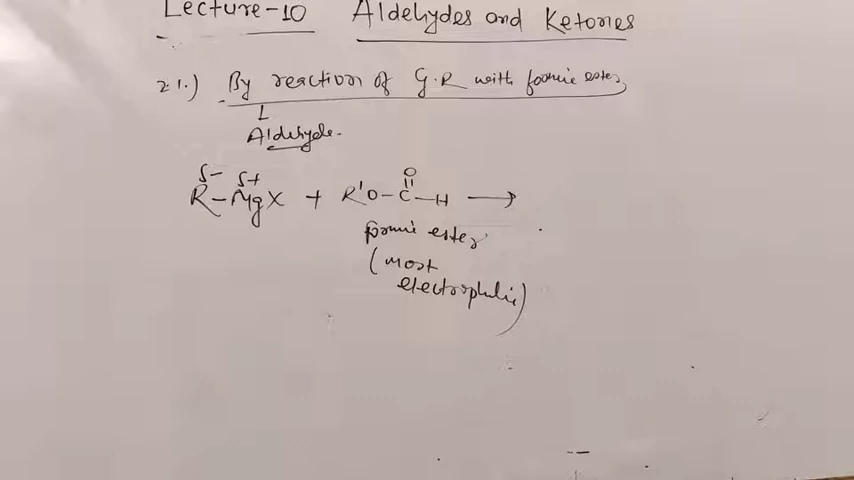 Lecture-10 Aldehydes and Ketones
21.) By reaction of G.R with formic ester
Aldehyde.
δ- δ+
O
R-MgX + R'O-C-H →
formic ester
(most
electrophilic)